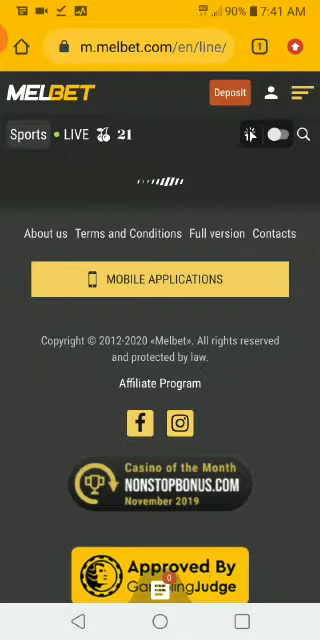 90% 7:41 AM
m.melbet.com/en/line/ 1
MELBET Deposit
Sports LIVE 21
About us Terms and Conditions Full version Contacts
MOBILE APPLICATIONS
Copyright © 2012-2020 «Melbet». All rights reserved
and protected by law.
Affiliate Program
Casino of the Month
NONSTOPBONUS.COM
November 2019
Approved By
0
GamblingJudge